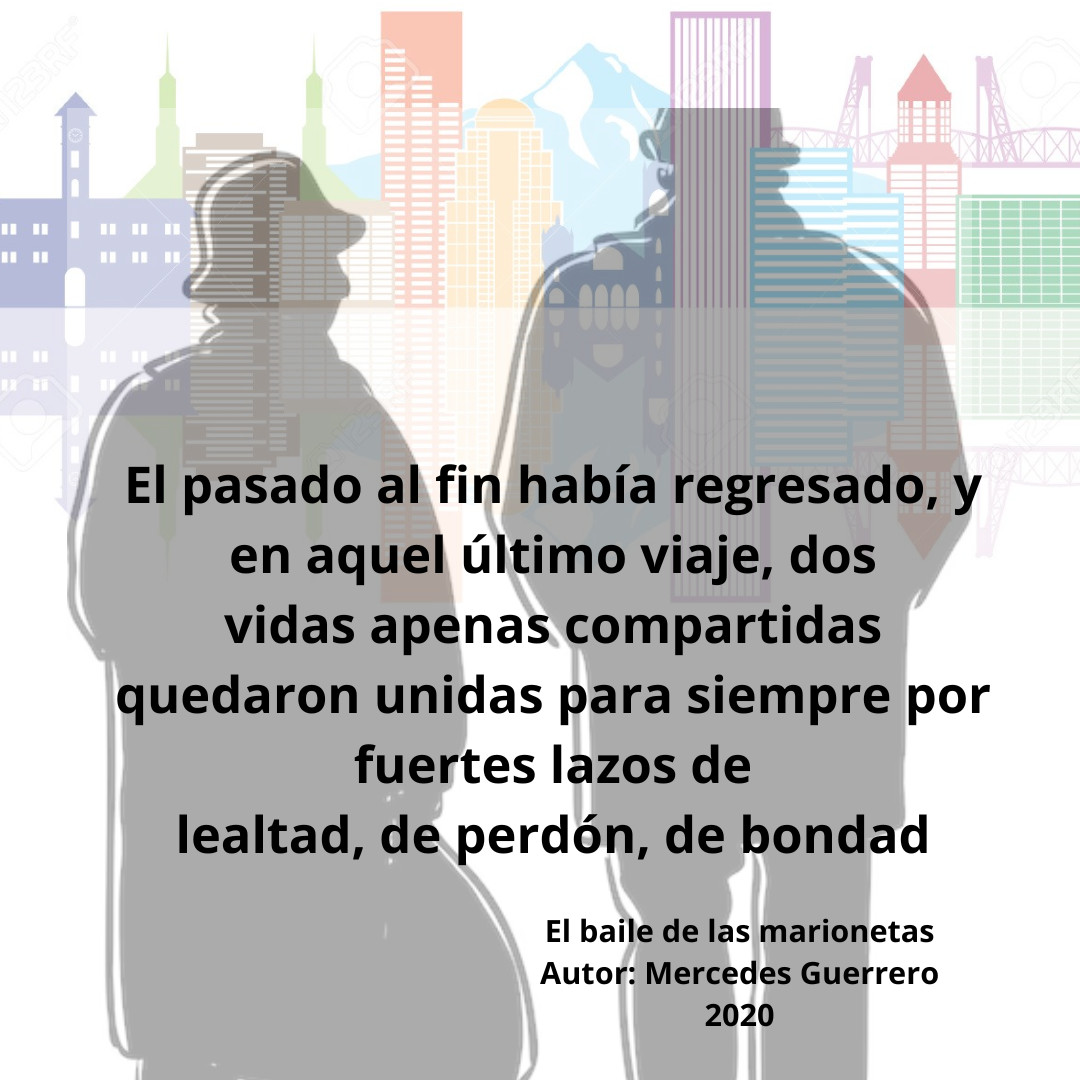 El pasado al fin había regresado, y
en aquel último viaje, dos
vidas apenas compartidas
quedaron unidas para siempre por
fuertes lazos de
lealtad, de perdón, de bondad
El baile de las marionetas
Autor: Mercedes Guerrero
2020